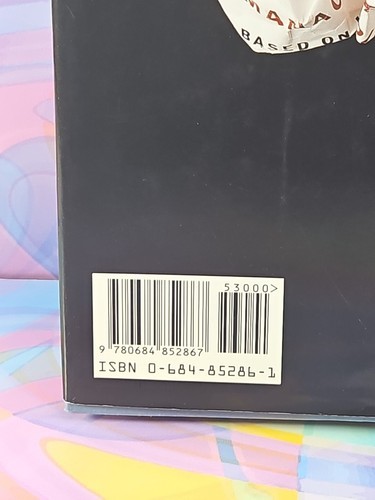 BASED ON
53000>
9 780684 852867
ISBN 0-684-85286-1